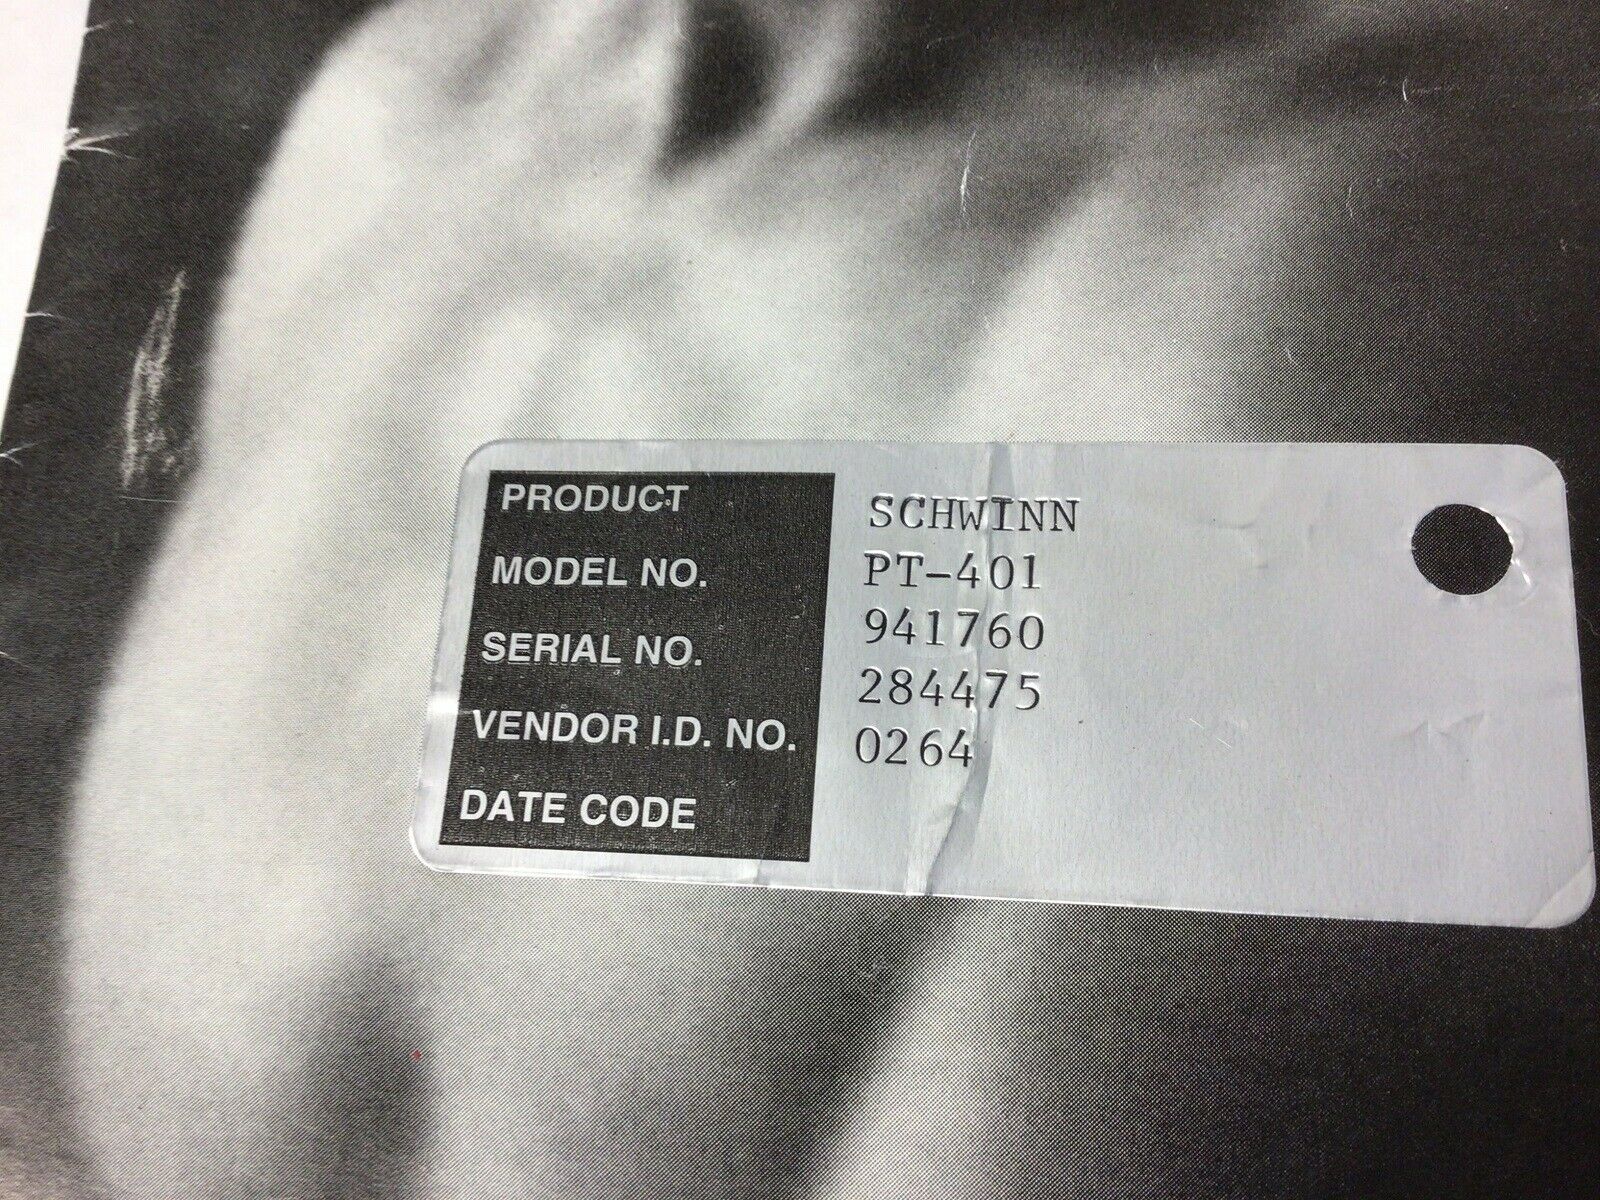 PRODUCT SCHWINN
MODEL NO. PT-401
SERIAL NO. 941760
VENDOR I.D. NO. 284475
DATE CODE 0264